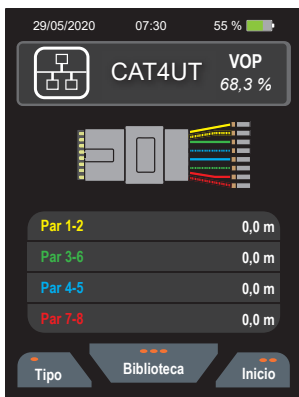 29/05/2020 07:30 55 %
CAT4UT VOP
68,3 %
Par 1-2 0,0 m
Par 3-6 0,0 m
Par 4-5 0,0 m
Par 7-8 0,0 m
Tipo Biblioteca Inicio